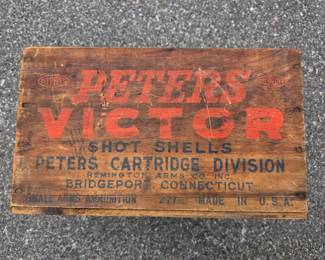 PETERS
VICTOR
SHOT SHELLS
PETERS CARTRIDGE DIVISION
REMINGTON ARMS CO. INC.
BRIDGEPORT, CONNECTICUT
SMALL ARMS AMMUNITION MADE IN U.S.A.